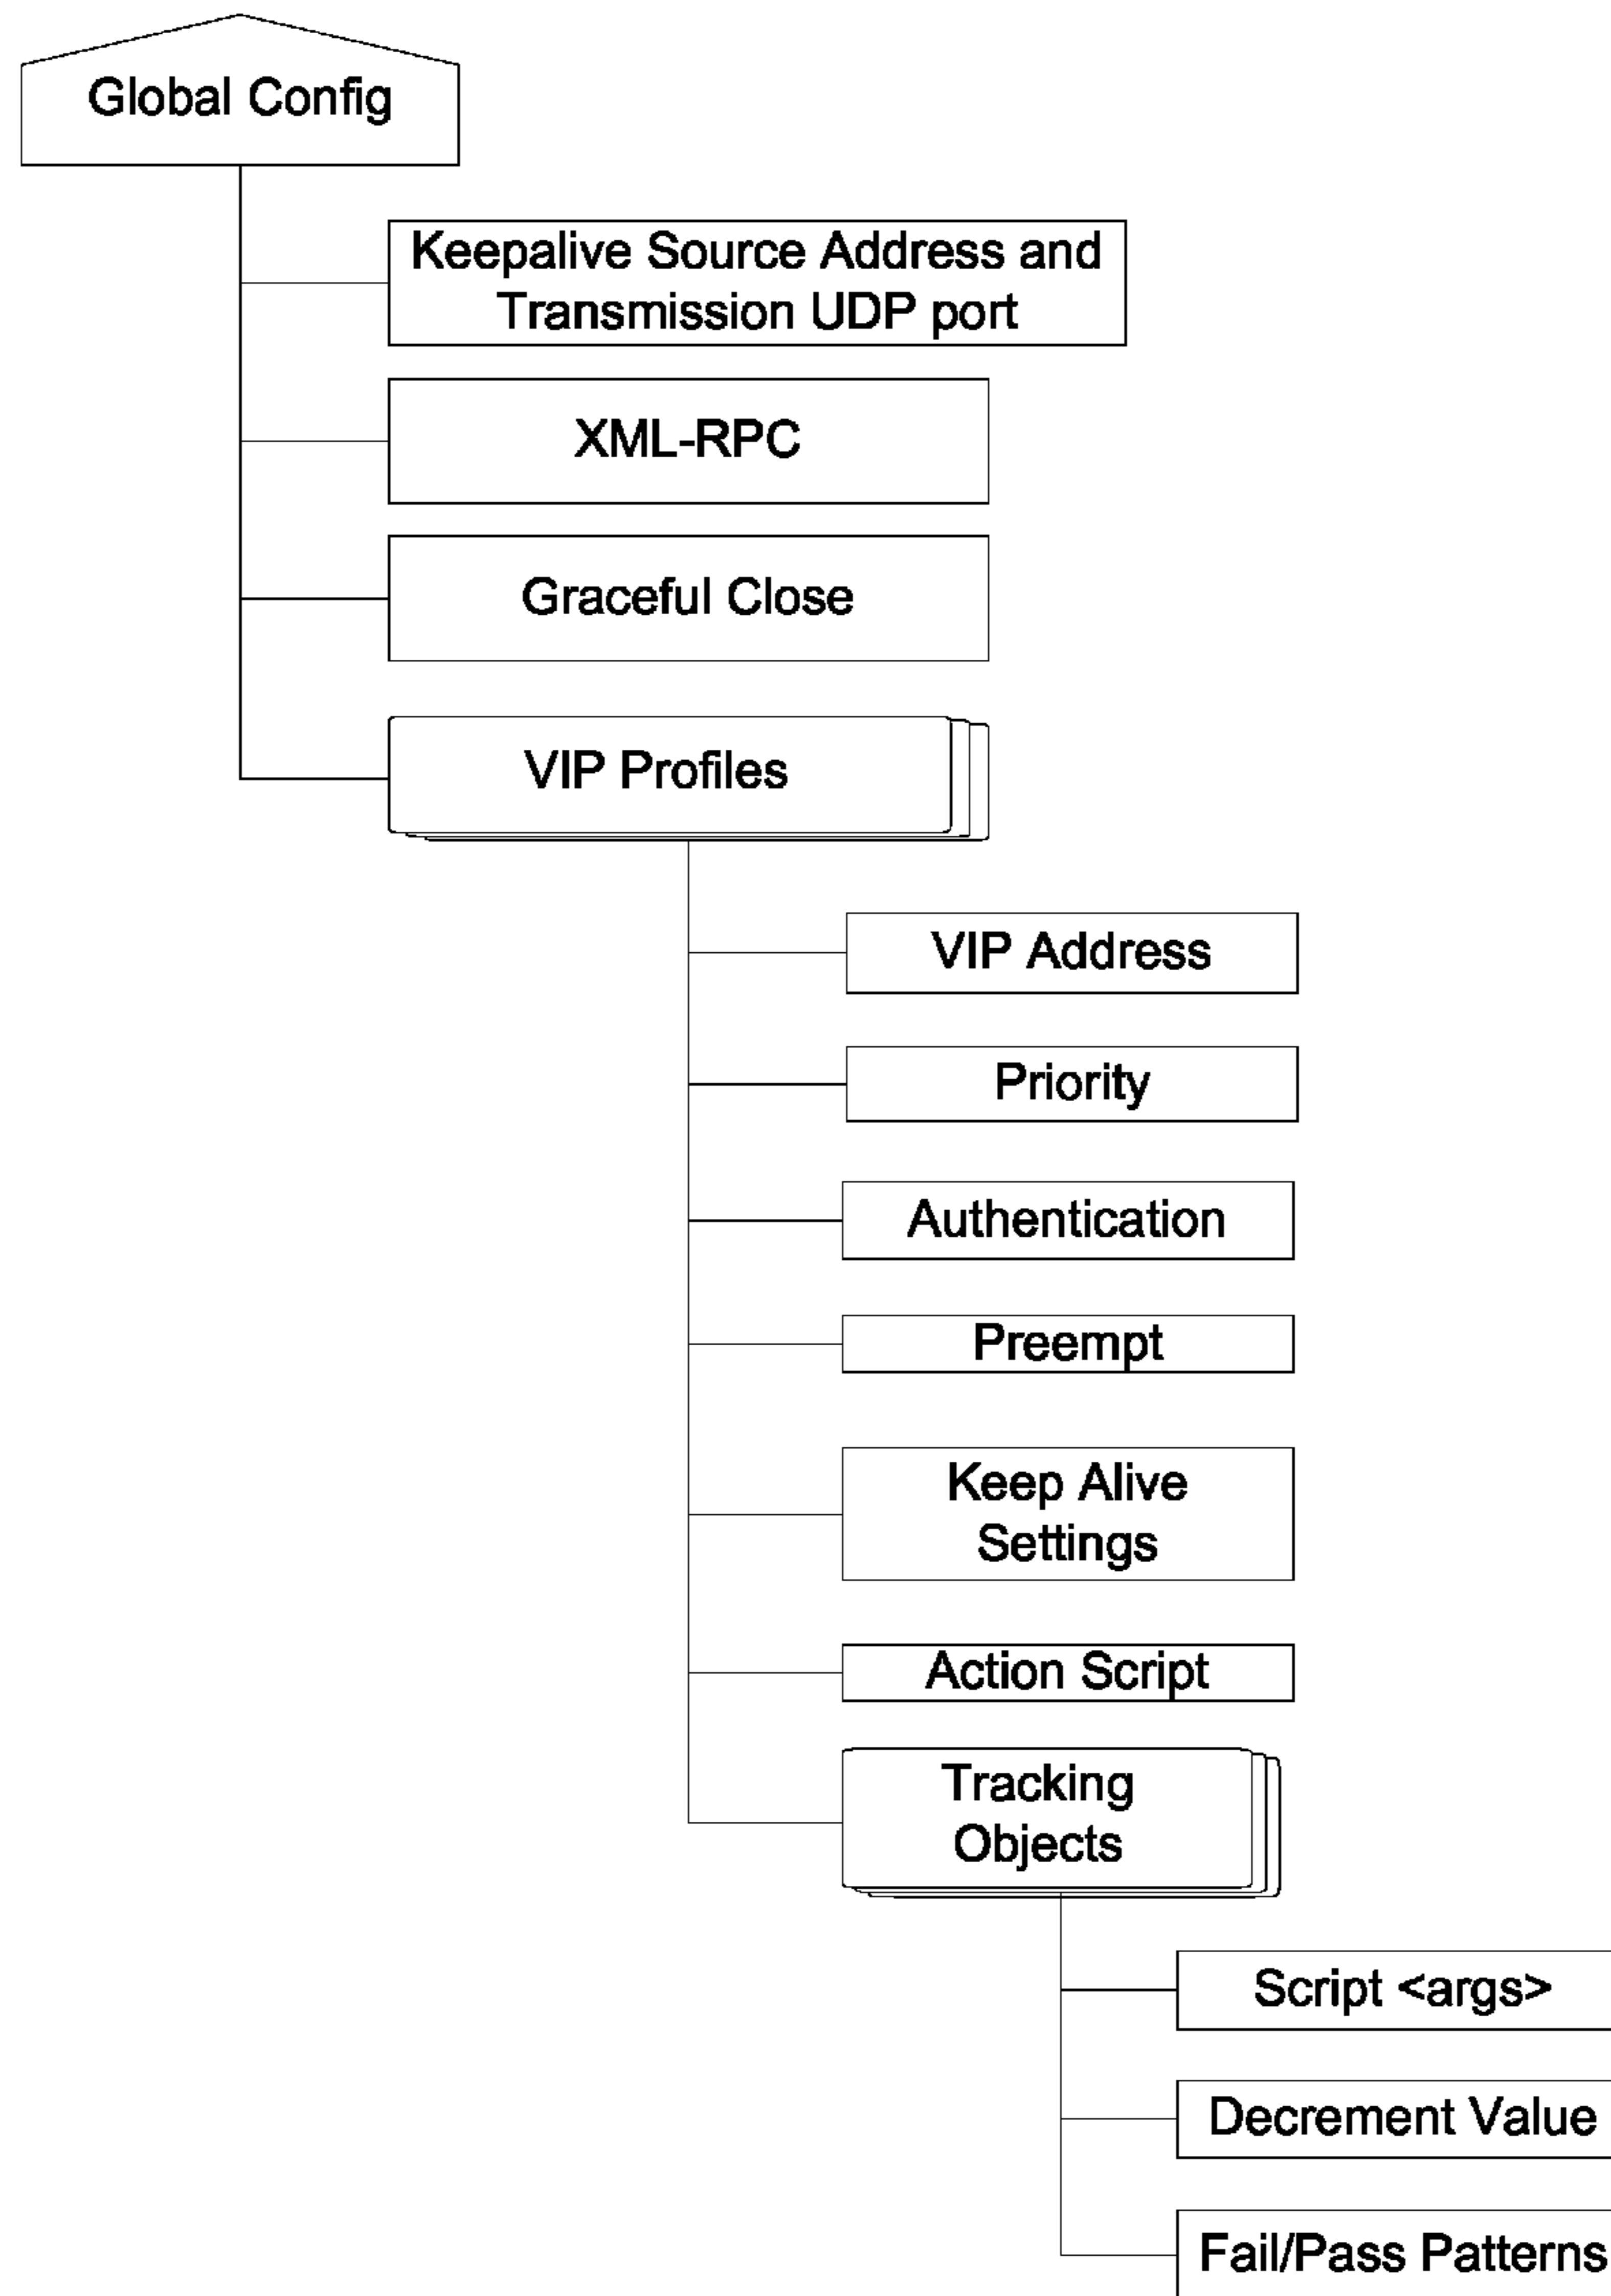 Global Config
Keepalive Source Address and
Transmission UDP port
XML-RPC
Graceful Close
VIP Profiles
VIP Address
Priority
Authentication
Preempt
Keep Alive
Settings
Action Script
Tracking
Objects
Script <args>
Decrement Value
Fail/Pass Patterns